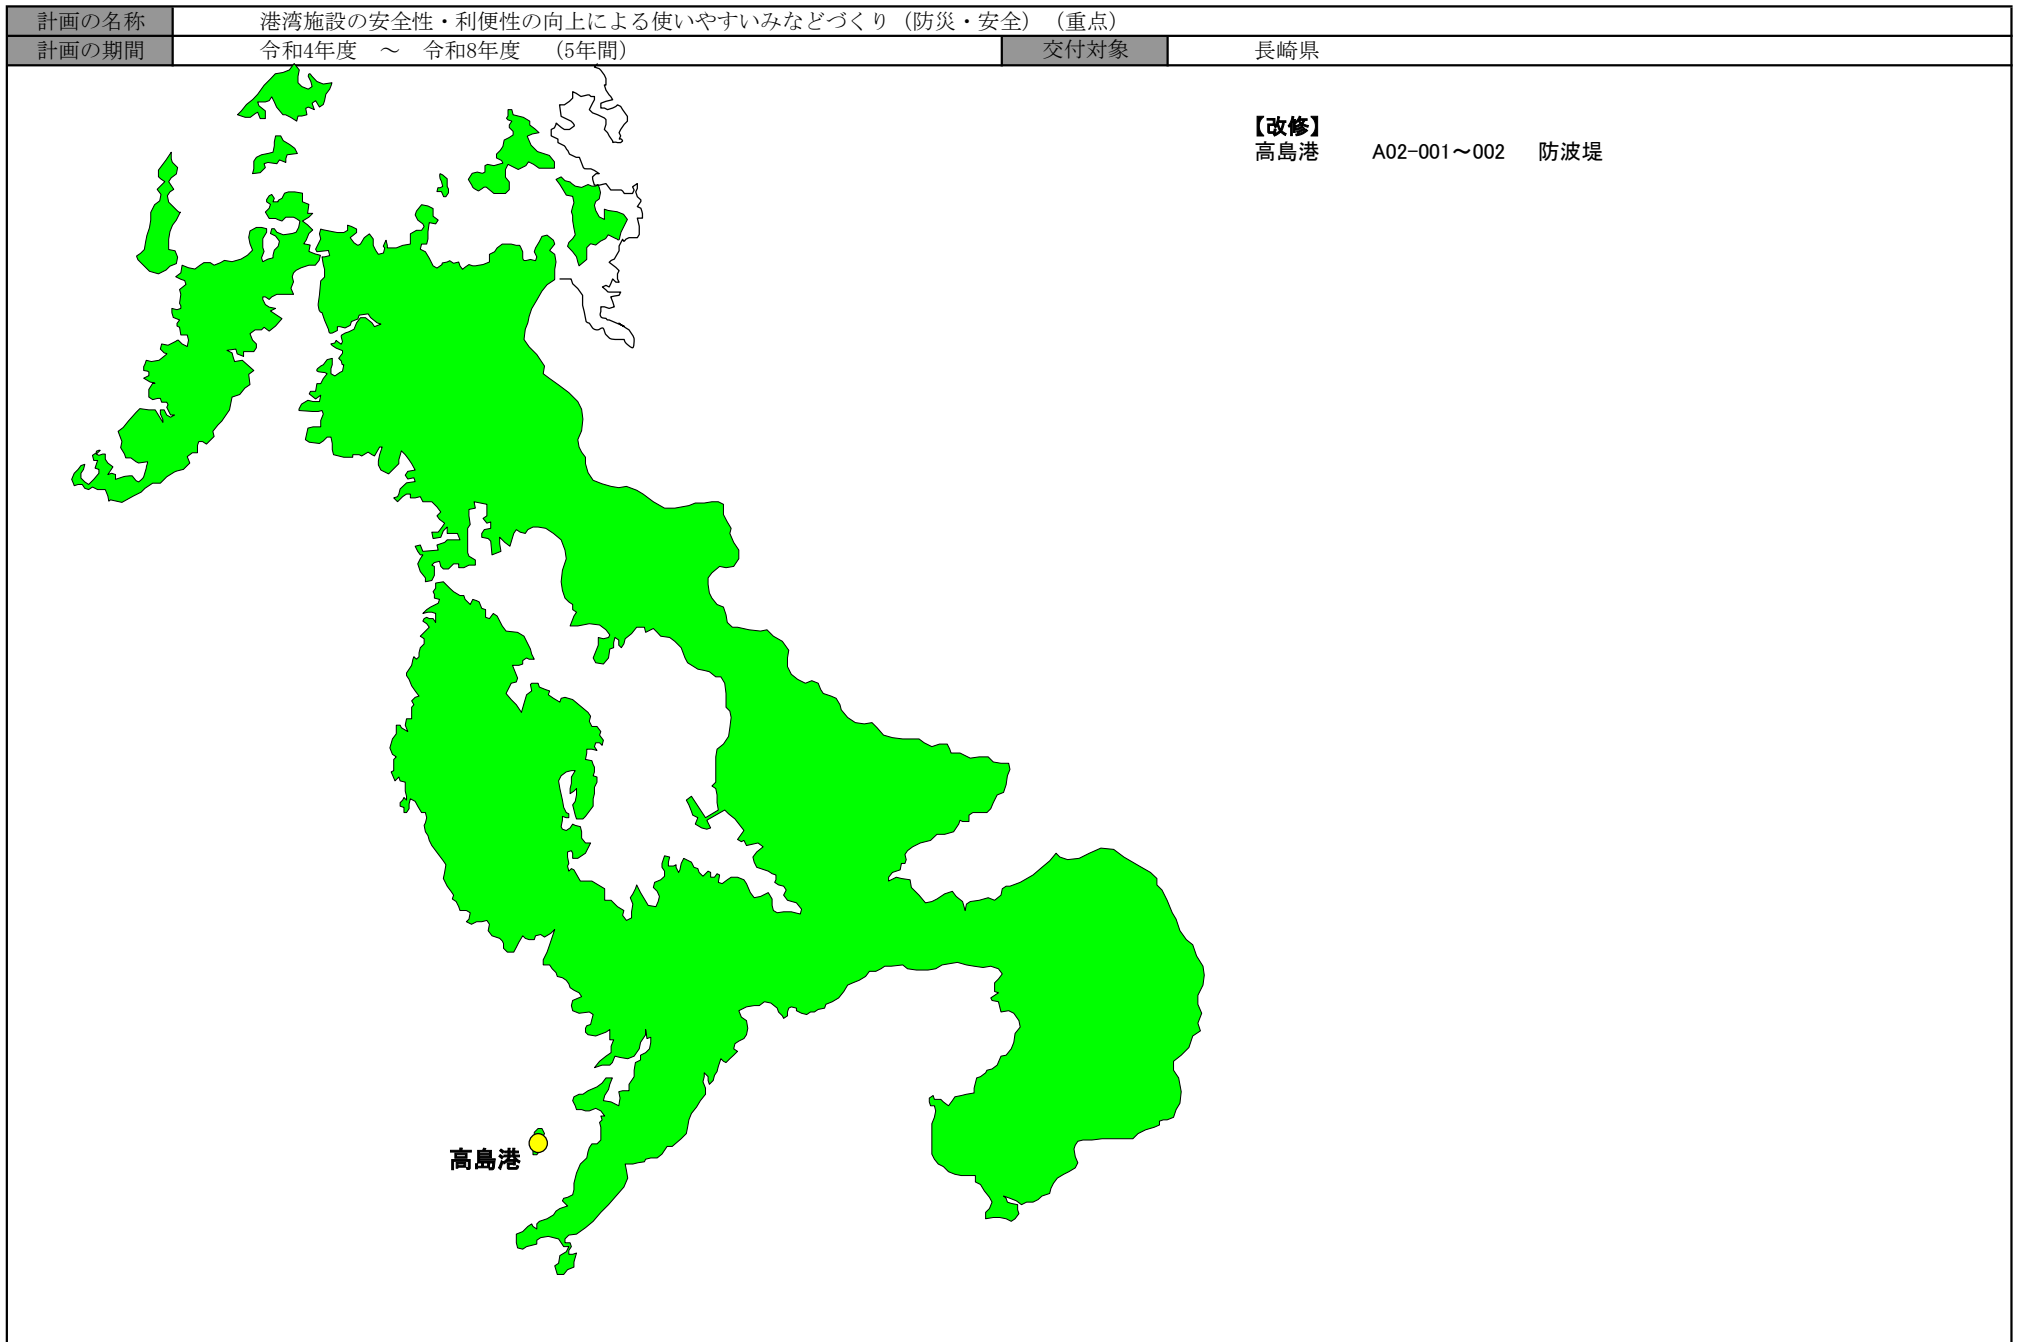 計画の名称 港湾施設の安全性・利便性の向上による使いやすいみなとづくり（防災・安全）（重点）
計画の期間 令和4年度 ～ 令和8年度 （5年間） 交付対象 長崎県
【改修】
高島港 A02-001～002 防波堤
高島港